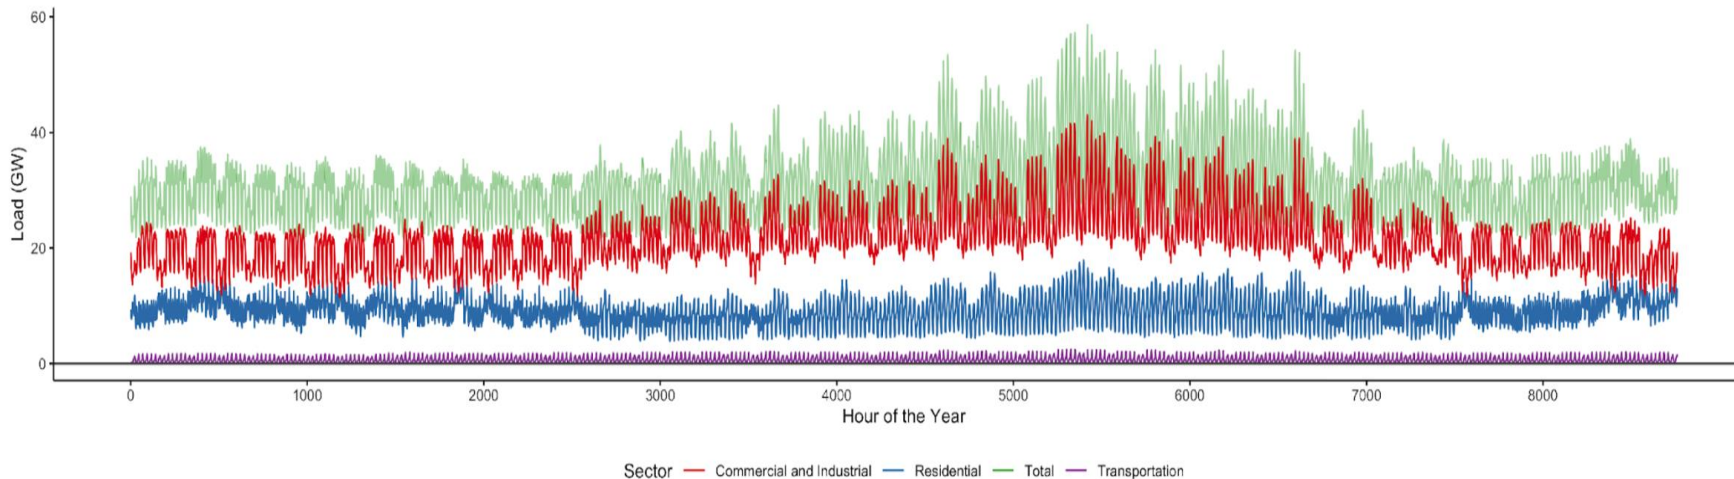 60
40
20
0
Load (GW)
0 1000 2000 3000 4000 5000 6000 7000 8000
Hour of the Year
Sector Commercial and Industrial Residential Total Transportation